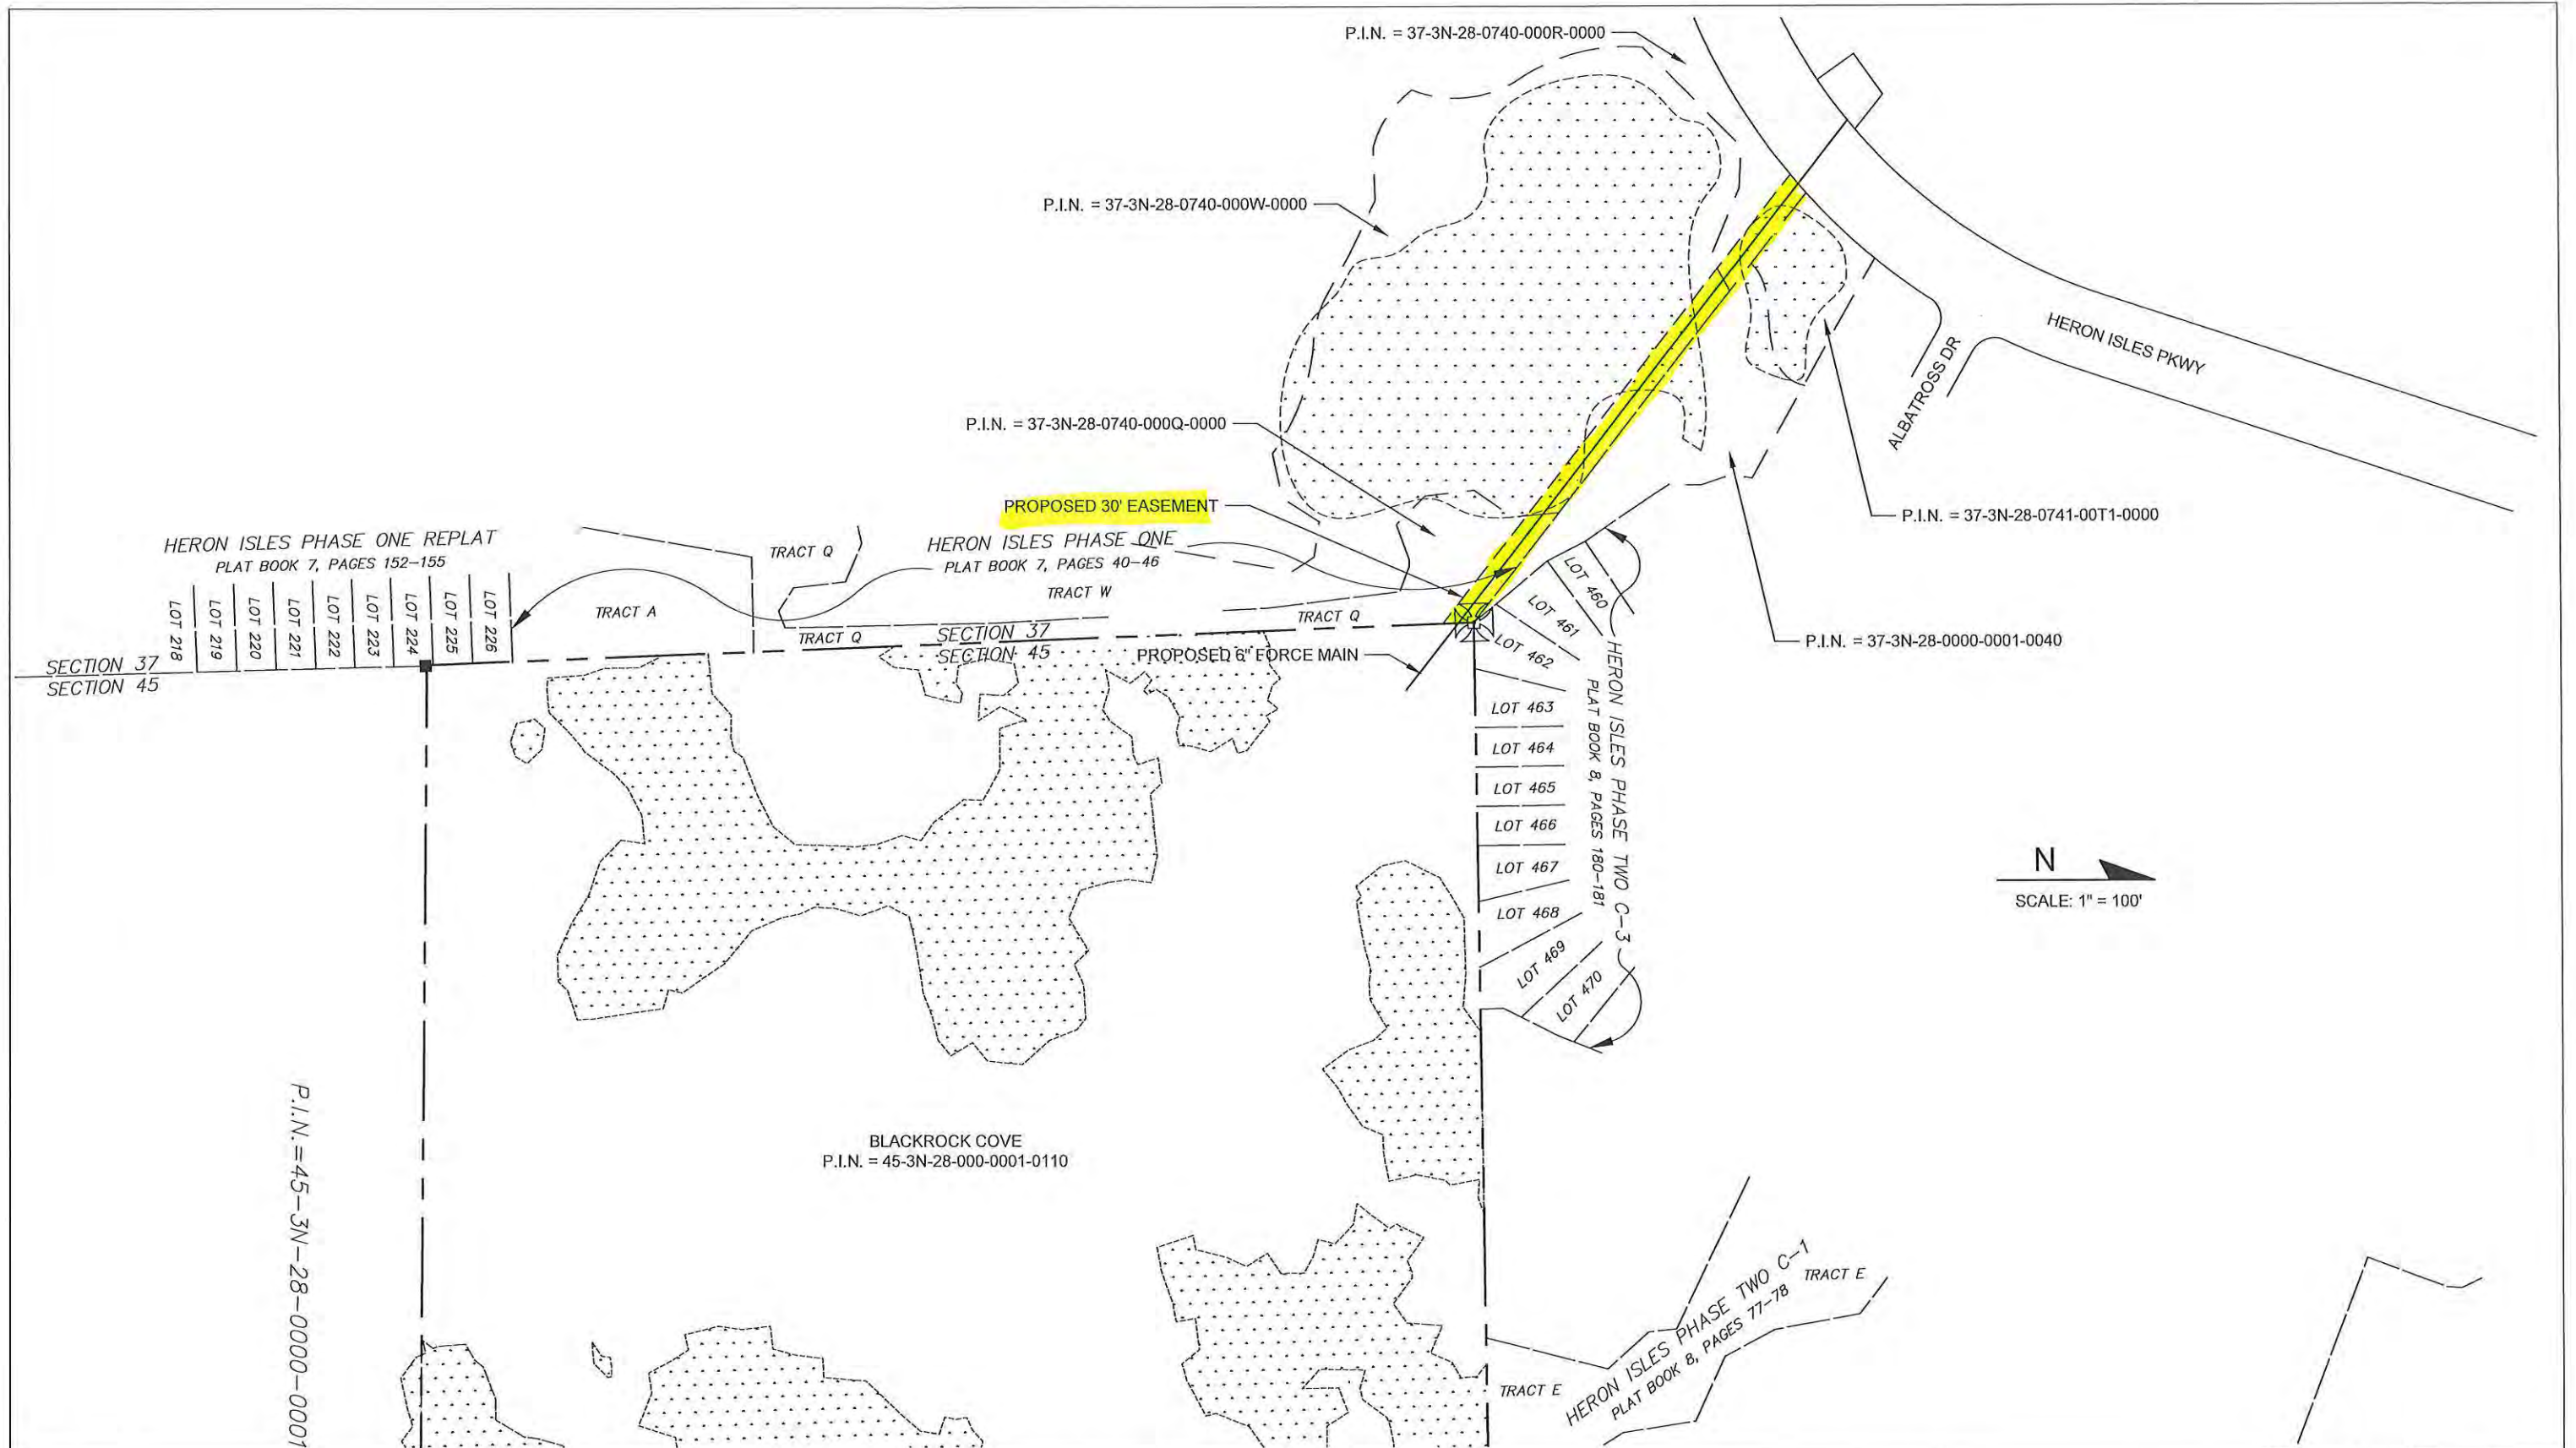 P.I.N. = 37-3N-28-0740-000R-0000
P.I.N. = 37-3N-28-0740-000W-0000
HERON ISLES PKWY
ALBATROSS DR
P.I.N. = 37-3N-28-0740-000Q-0000
PROPOSED 30' EASEMENT
P.I.N. = 37-3N-28-0741-00T1-0000
HERON ISLES PHASE ONE REPLAT
PLAT BOOK 7, PAGES 152-155
TRACT Q
HERON ISLES PHASE ONE
PLAT BOOK 7, PAGES 40-46
TRACT W
TRACT A
LOT 218
LOT 219
LOT 220
LOT 221
LOT 222
LOT 223
LOT 224
LOT 225
LOT 226
TRACT Q
SECTION 37
SECTION 45
TRACT Q
SECTION 37
SECTION 45
PROPOSED 6" FORCE MAIN
P.I.N. = 37-3N-28-0000-0001-0040
LOT 460
LOT 461
LOT 462
LOT 463
LOT 464
LOT 465
LOT 466
LOT 467
LOT 468
LOT 469
LOT 470
HERON ISLES PHASE TWO C-3
PLAT BOOK 8, PAGES 180-181
N
SCALE: 1" = 100'
BLACKROCK COVE
P.I.N. = 45-3N-28-000-0001-0110
P.I.N.=45-3N-28-0000-0001
HERON ISLES PHASE TWO C-1
PLAT BOOK 8, PAGES 77-78
TRACT E
TRACT E